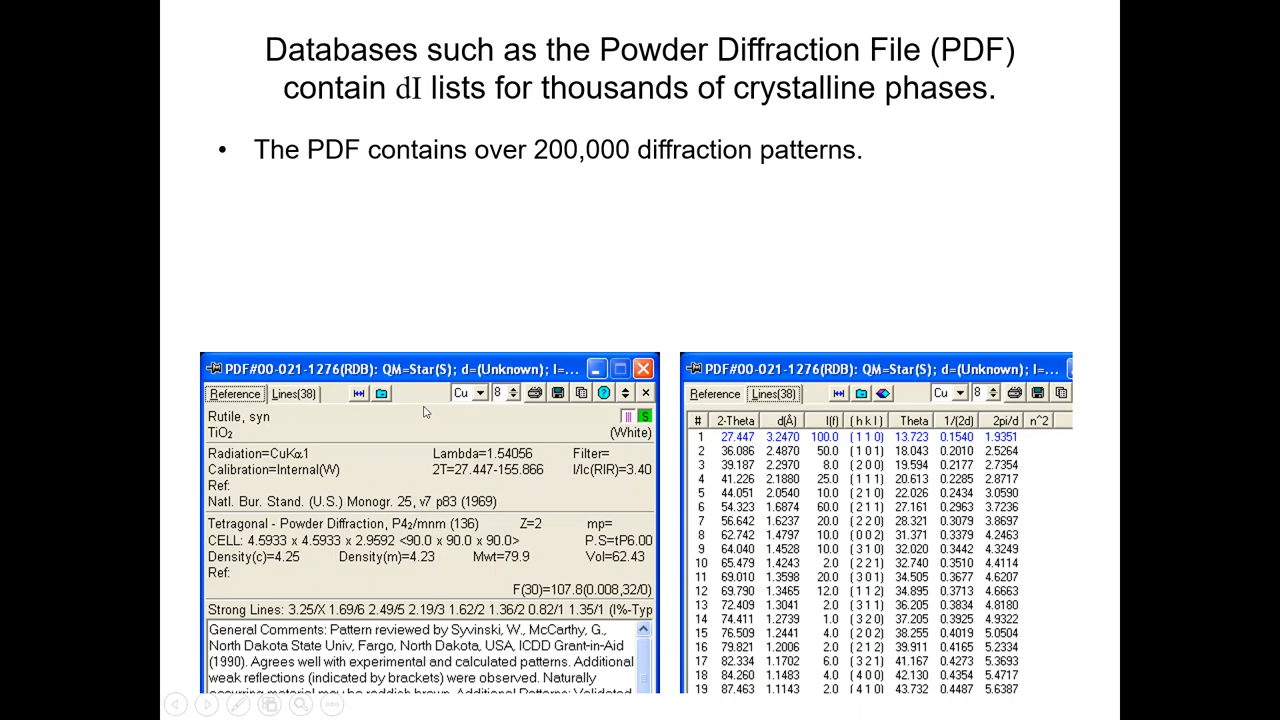 Databases such as the Powder Diffraction File (PDF)
contain dI lists for thousands of crystalline phases.
• The PDF contains over 200,000 diffraction patterns.
PDF#00-021-1276(RDB): QM=Star(S); d=(Unknown); I=...
Reference Lines(38) Cu 8
Rutile, syn S
TiO2 (White)
Radiation=CuKα1 Lambda=1.54056 Filter=
Calibration=Internal(W) 2T=27.447-155.866 I/Ic(RIR)=3.40
Ref:
Natl. Bur. Stand. (U.S.) Monogr. 25, v7 p83 (1969)
Tetragonal - Powder Diffraction, P42/mnm (136) Z=2 mp=
CELL: 4.5933 x 4.5933 x 2.9592 <90.0 x 90.0 x 90.0> P.S=tP6.00
Density(c)=4.25 Density(m)=4.23 Mwt=79.9 Vol=62.43
Ref:
F(30)=107.8(0.008,32/0)
Strong Lines: 3.25/X 1.69/6 2.49/5 2.19/3 1.62/2 1.36/2 0.82/1 1.35/1 (I%-Typ
General Comments: Pattern reviewed by Syvinski, W., McCarthy, G.,
North Dakota State Univ, Fargo, North Dakota, USA, ICDD Grant-in-Aid
(1990). Agrees well with experimental and calculated patterns. Additional
weak reflections (indicated by brackets) were observed. Naturally
occurring material may be reddish brown. Additional Patterns: Validated
PDF#00-021-1276(RDB): QM=Star(S); d=(Unknown); I=...
Reference Lines(38) Cu 8
# 2-Theta d(Å) I(f) (h k l) Theta 1/(2d) 2pi/d n^2
1 27.447 3.2470 100.0 (1 1 0) 13.723 0.1540 1.9351
2 36.086 2.4870 50.0 (1 0 1) 18.043 0.2010 2.5264
3 39.187 2.2970 8.0 (2 0 0) 19.594 0.2177 2.7354
4 41.226 2.1880 25.0 (1 1 1) 20.613 0.2285 2.8717
5 44.051 2.0540 10.0 (2 1 0) 22.026 0.2434 3.0590
6 54.323 1.6874 60.0 (2 1 1) 27.161 0.2963 3.7236
7 56.642 1.6237 20.0 (2 2 0) 28.321 0.3079 3.8697
8 62.742 1.4797 10.0 (0 0 2) 31.371 0.3379 4.2463
9 64.040 1.4528 10.0 (3 1 0) 32.020 0.3442 4.3249
10 65.479 1.4243 2.0 (2 2 1) 32.740 0.3510 4.4114
11 69.010 1.3598 20.0 (3 0 1) 34.505 0.3677 4.6207
12 69.790 1.3465 12.0 (1 1 2) 34.895 0.3713 4.6663
13 72.409 1.3041 2.0 (3 1 1) 36.205 0.3834 4.8180
14 74.411 1.2739 1.0 (3 2 0) 37.205 0.3925 4.9322
15 76.509 1.2441 4.0 (2 0 2) 38.255 0.4019 5.0504
16 79.821 1.2006 2.0 (2 1 2) 39.911 0.4165 5.2334
17 82.334 1.1702 6.0 (3 2 1) 41.167 0.4273 5.3693
18 84.260 1.1483 4.0 (4 0 0) 42.130 0.4354 5.4717
19 87.463 1.1143 2.0 (4 1 0) 43.732 0.4487 5.6387